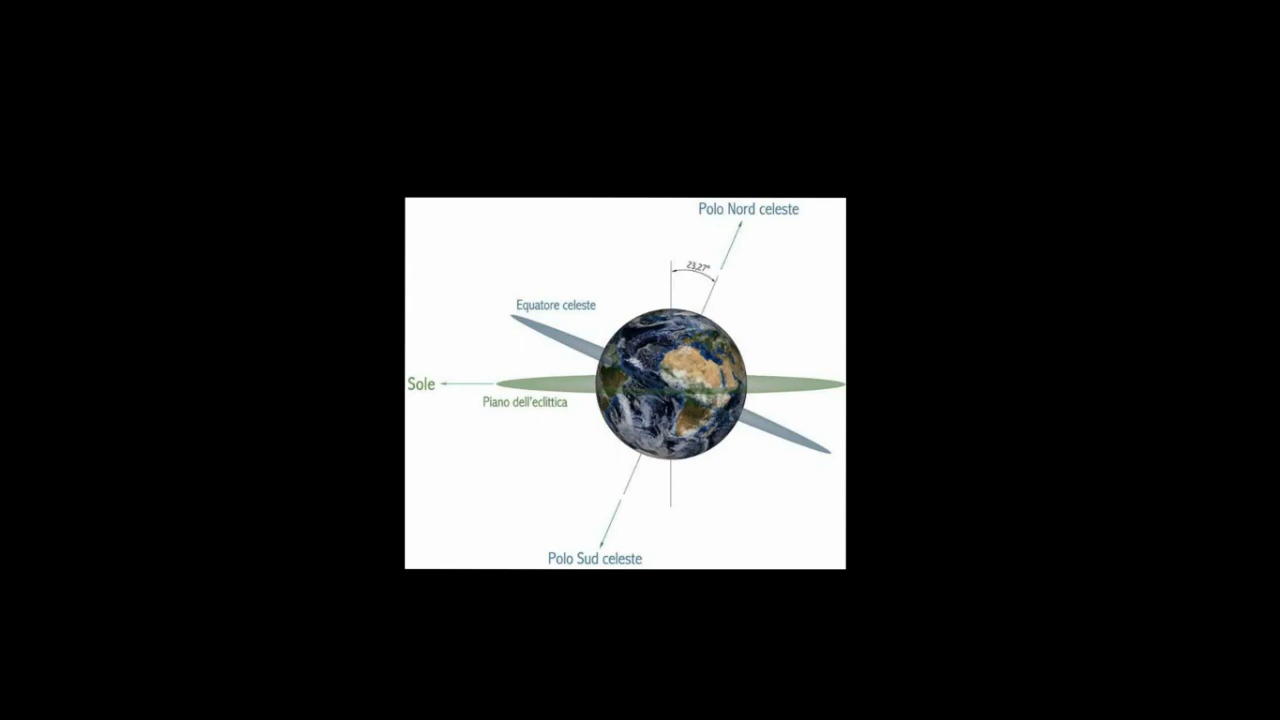 Polo Nord celeste
23,27°
Equatore celeste
Sole
Piano dell'eclittica
Polo Sud celeste